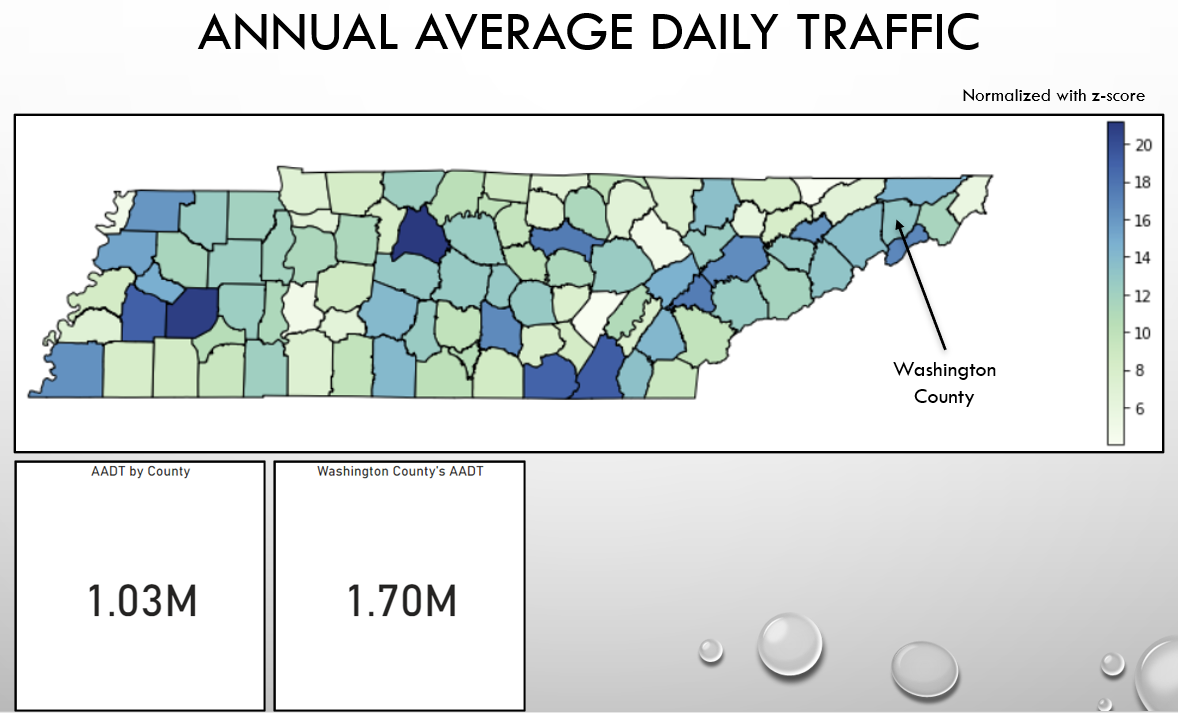 ANNUAL AVERAGE DAILY TRAFFIC
Normalized with z-score
20
18
16
14
12
10
8
6
Washington
County
AADT by County
1.03M
Washington County's AADT
1.70M